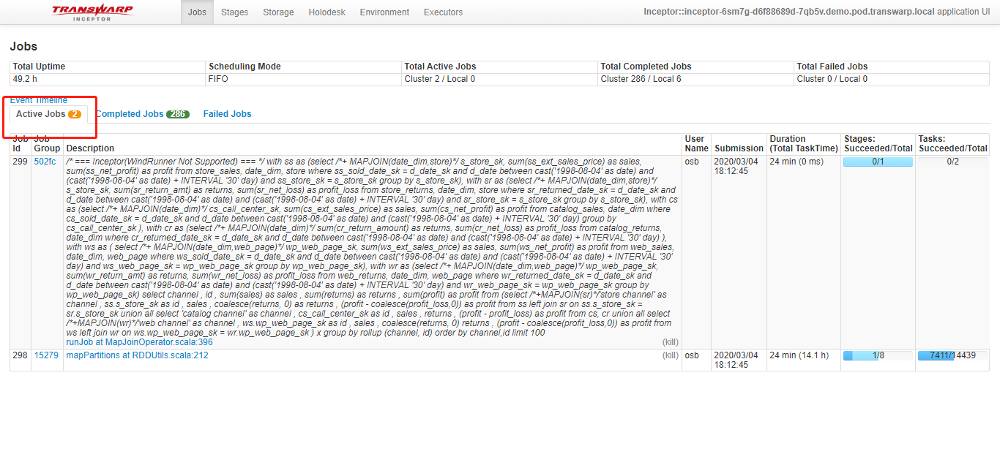 TRANSWARP
INCEPTOR
Jobs Stages Storage Holodesk Environment Executors
Inceptor::inceptor-6sm7g-d6f88689d-7qb5v.demo.pod.transwarp.local application UI
Jobs
Total Uptime Scheduling Mode Total Active Jobs Total Completed Jobs Total Failed Jobs
49.2 h FIFO Cluster 2 / Local 0 Cluster 286 / Local 6 Cluster 0 / Local 0
Event Timeline
Active Jobs 2 Completed Jobs 286 Failed Jobs
Job Id Job Group Description User Name Submission Duration (Total TaskTime) Stages: Succeeded/Total Tasks: Succeeded/Total
299 502fc
/* === Inceptor(WindRunner Not Supported) === */ with ss as (select /*+ MAPJOIN(date_dim,store)*/ s_store_sk, sum(ss_ext_sales_price) as sales,
sum(ss_net_profit) as profit from store_sales, date_dim, store where ss_sold_date_sk = d_date_sk and d_date between cast('1998-08-04' as date) and
(cast('1998-08-04' as date) + INTERVAL '30' day) and ss_store_sk = s_store_sk group by s_store_sk), with sr as (select /*+ MAPJOIN(date_dim,store)*/
s_store_sk, sum(sr_return_amt) as returns, sum(sr_net_loss) as profit_loss from store_returns, date_dim, store where sr_returned_date_sk = d_date_sk and
d_date between cast('1998-08-04' as date) and (cast('1998-08-04' as date) + INTERVAL '30' day) and sr_store_sk = s_store_sk group by s_store_sk), with cs
as (select /*+ MAPJOIN(date_dim)*/ cs_call_center_sk, sum(cs_ext_sales_price) as sales, sum(cs_net_profit) as profit from catalog_sales, date_dim where
cs_sold_date_sk = d_date_sk and d_date between cast('1998-08-04' as date) and (cast('1998-08-04' as date) + INTERVAL '30' day) group by
cs_call_center_sk ), with cr as (select /*+ MAPJOIN(date_dim)*/ sum(cr_return_amount) as returns, sum(cr_net_loss) as profit_loss from catalog_returns,
date_dim where cr_returned_date_sk = d_date_sk and d_date between cast('1998-08-04' as date) and (cast('1998-08-04' as date) + INTERVAL '30' day) ),
with ws as ( select /*+ MAPJOIN(date_dim,web_page)*/ wp_web_page_sk, sum(ws_ext_sales_price) as sales, sum(ws_net_profit) as profit from web_sales,
date_dim, web_page where ws_sold_date_sk = d_date_sk and d_date between cast('1998-08-04' as date) and (cast('1998-08-04' as date) + INTERVAL '30'
day) and ws_web_page_sk = wp_web_page_sk group by wp_web_page_sk), with wr as (select /*+ MAPJOIN(date_dim,web_page)*/ wp_web_page_sk,
sum(wr_return_amt) as returns, sum(wr_net_loss) as profit_loss from web_returns, date_dim, web_page where wr_returned_date_sk = d_date_sk and
d_date between cast('1998-08-04' as date) and (cast('1998-08-04' as date) + INTERVAL '30' day) and wr_web_page_sk = wp_web_page_sk group by
wp_web_page_sk) select channel , id , sum(sales) as sales , sum(returns) as returns , sum(profit) as profit from (select /*+MAPJOIN(sr)*/'store channel' as
channel , ss.s_store_sk as id , sales , coalesce(returns, 0) as returns , (profit - coalesce(profit_loss,0)) as profit from ss left join sr on ss.s_store_sk =
sr.s_store_sk union all select 'catalog channel' as channel , cs_call_center_sk as id , sales , returns , (profit - profit_loss) as profit from cs, cr union all select
/*+MAPJOIN(wr)*/'web channel' as channel , ws.wp_web_page_sk as id , sales , coalesce(returns, 0) returns , (profit - coalesce(profit_loss,0)) as profit from
ws left join wr on ws.wp_web_page_sk = wr.wp_web_page_sk ) x group by rollup (channel, id) order by channel,id limit 100
runJob at MapJoinOperator.scala:396 (kill)
osb 2020/03/04 18:12:45 24 min (0 ms) 0/1 0/2
298 15279 mapPartitions at RDDUtils.scala:212 (kill) osb 2020/03/04 18:12:45 24 min (14.1 h) 1/8 7411/14439